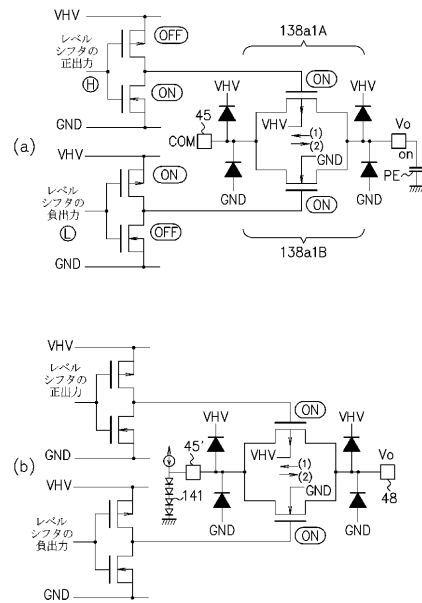 (a)
VHV
レベル
シフタの
正出力
Ⓗ
OFF
ON
GND
VHV
レベル
シフタの
負出力
Ⓛ
ON
OFF
GND
138a1A
ON
VHV
45
COM
GND
VHV
(1)
(2)
GND
ON
VHV
Vo
on
PE
GND
138a1B
(b)
VHV
レベル
シフタの
正出力
GND
VHV
レベル
シフタの
負出力
GND
ON
VHV
45'
141
GND
VHV
(1)
(2)
GND
ON
VHV
Vo
48
GND